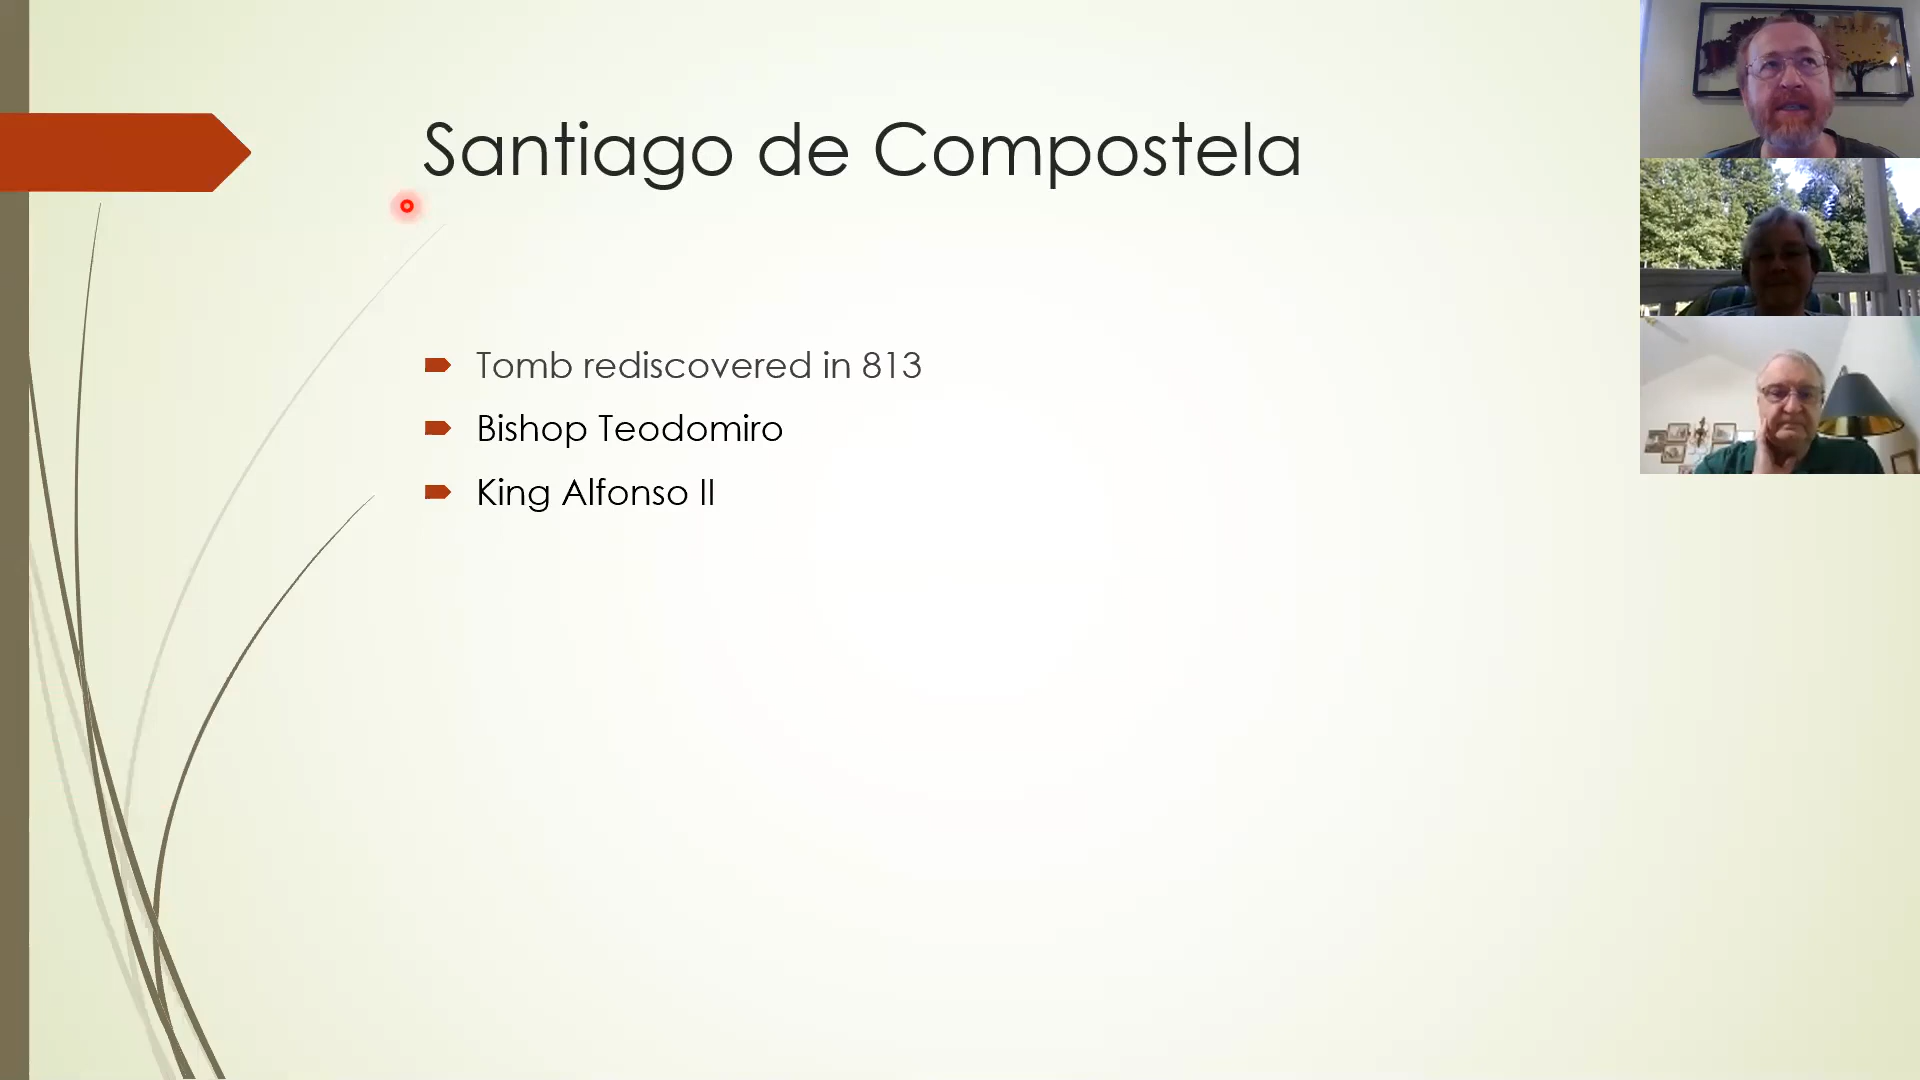 Santiago de Compostela
Tomb rediscovered in 813
Bishop Teodomiro
King Alfonso II